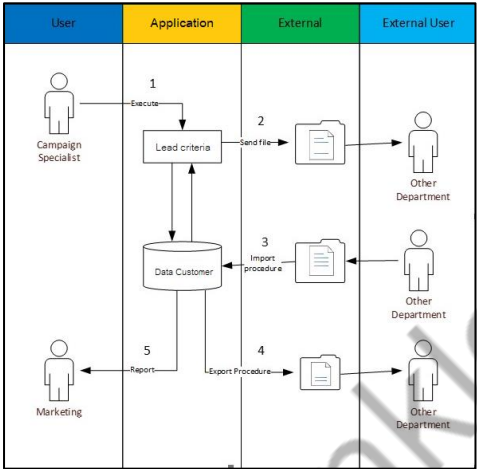 User
Application
External
External User
1
Execute
2
Send file
Campaign
Specialist
Lead criteria
Other
Department
3
Import
procedure
Data Customer
Other
Department
5
Report
4
Export Procedure
Marketing
Other
Department